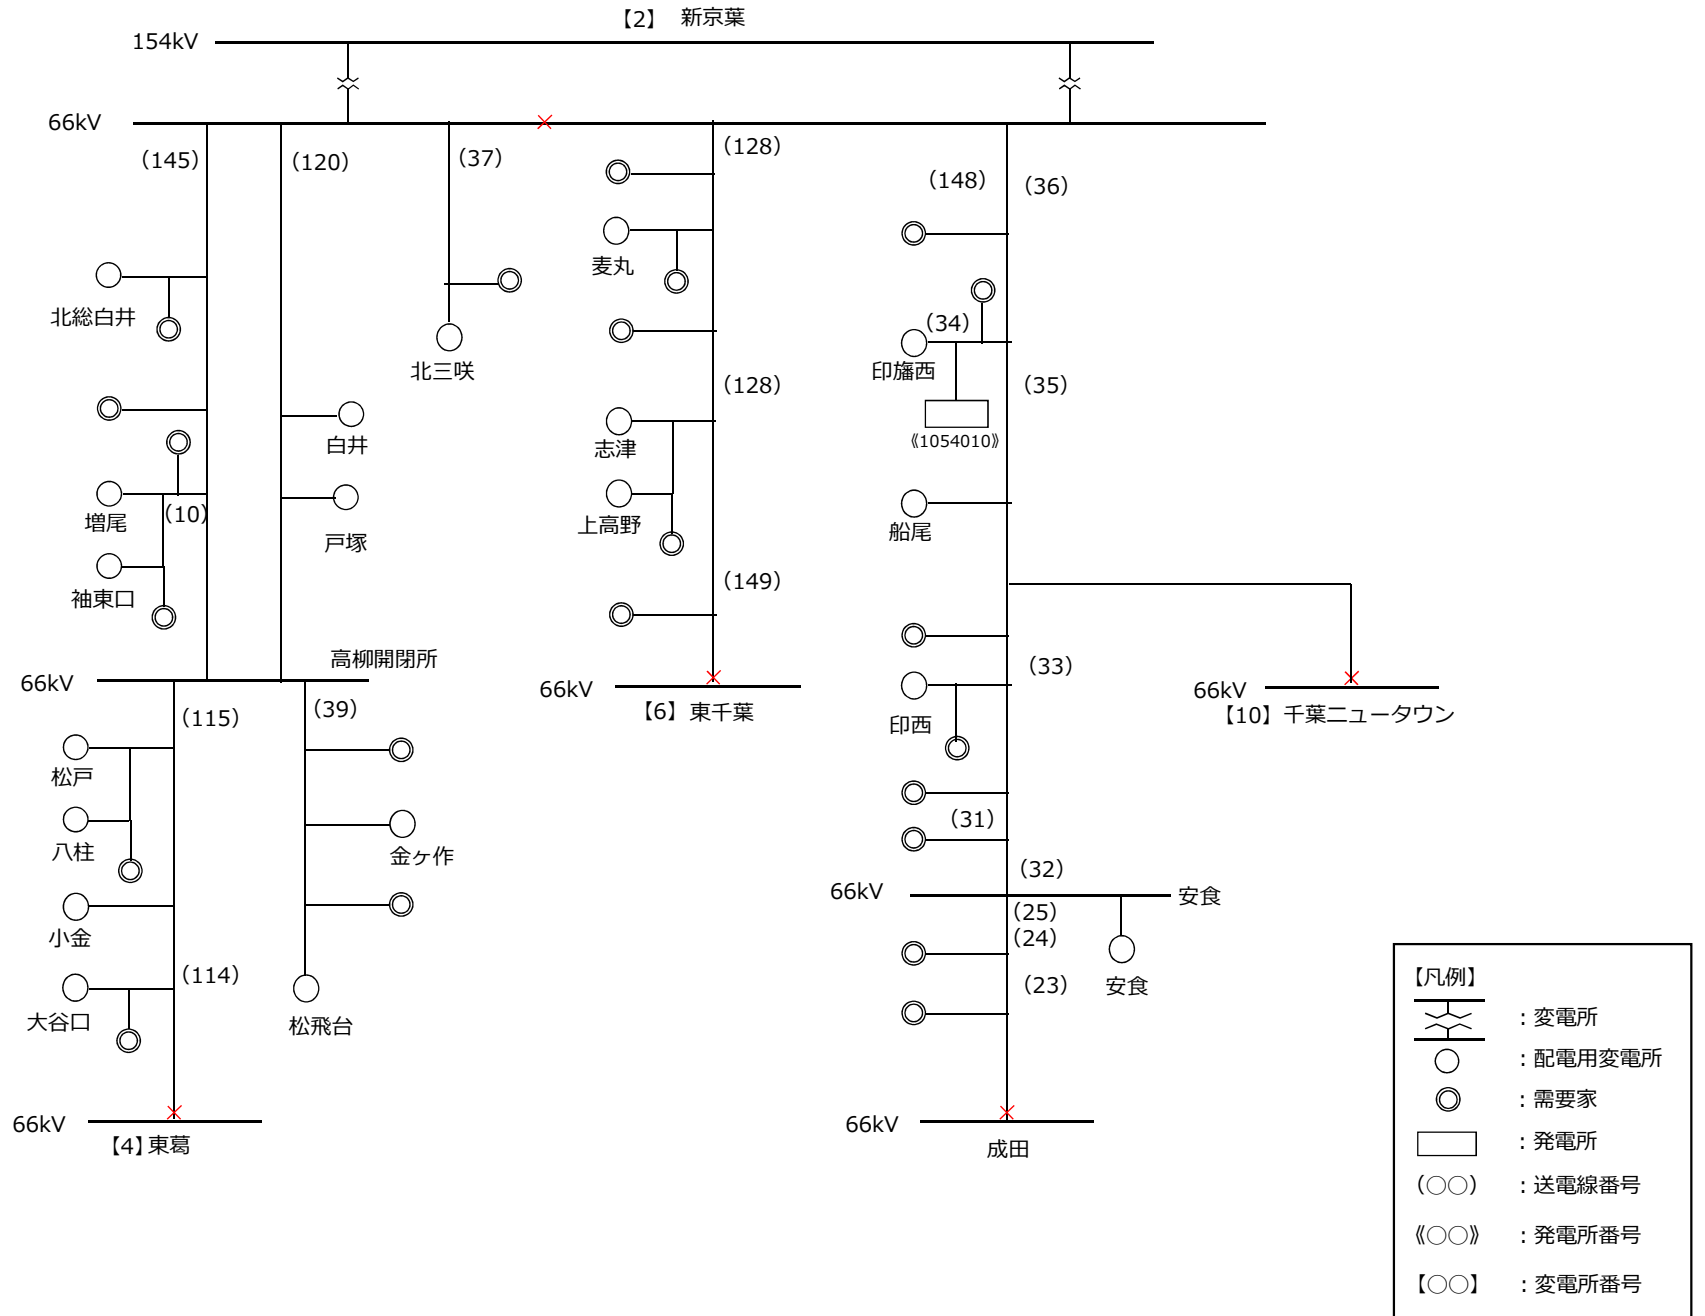 【2】 新京葉
154kV
66kV
(145)
(120)
(37)
(128)
(148)
(36)
北総白井
麦丸
北三咲
(34)
印旛西
(35)
《1054010》
(128)
白井
志津
増尾
(10)
上高野
船尾
戸塚
袖東口
(149)
高柳開閉所
66kV
66kV
【6】東千葉
(33)
印西
66kV
【10】千葉ニュータウン
(115)
(39)
松戸
八柱
金ヶ作
(31)
(32)
66kV
安食
(25)
(24)
(23)
安食
小金
(114)
大谷口
松飛台
66kV
【4】東葛
66kV
成田
【凡例】
：変電所
：配電用変電所
：需要家
：発電所
(○○) ：送電線番号
《○○》 ：発電所番号
【○○】 ：変電所番号